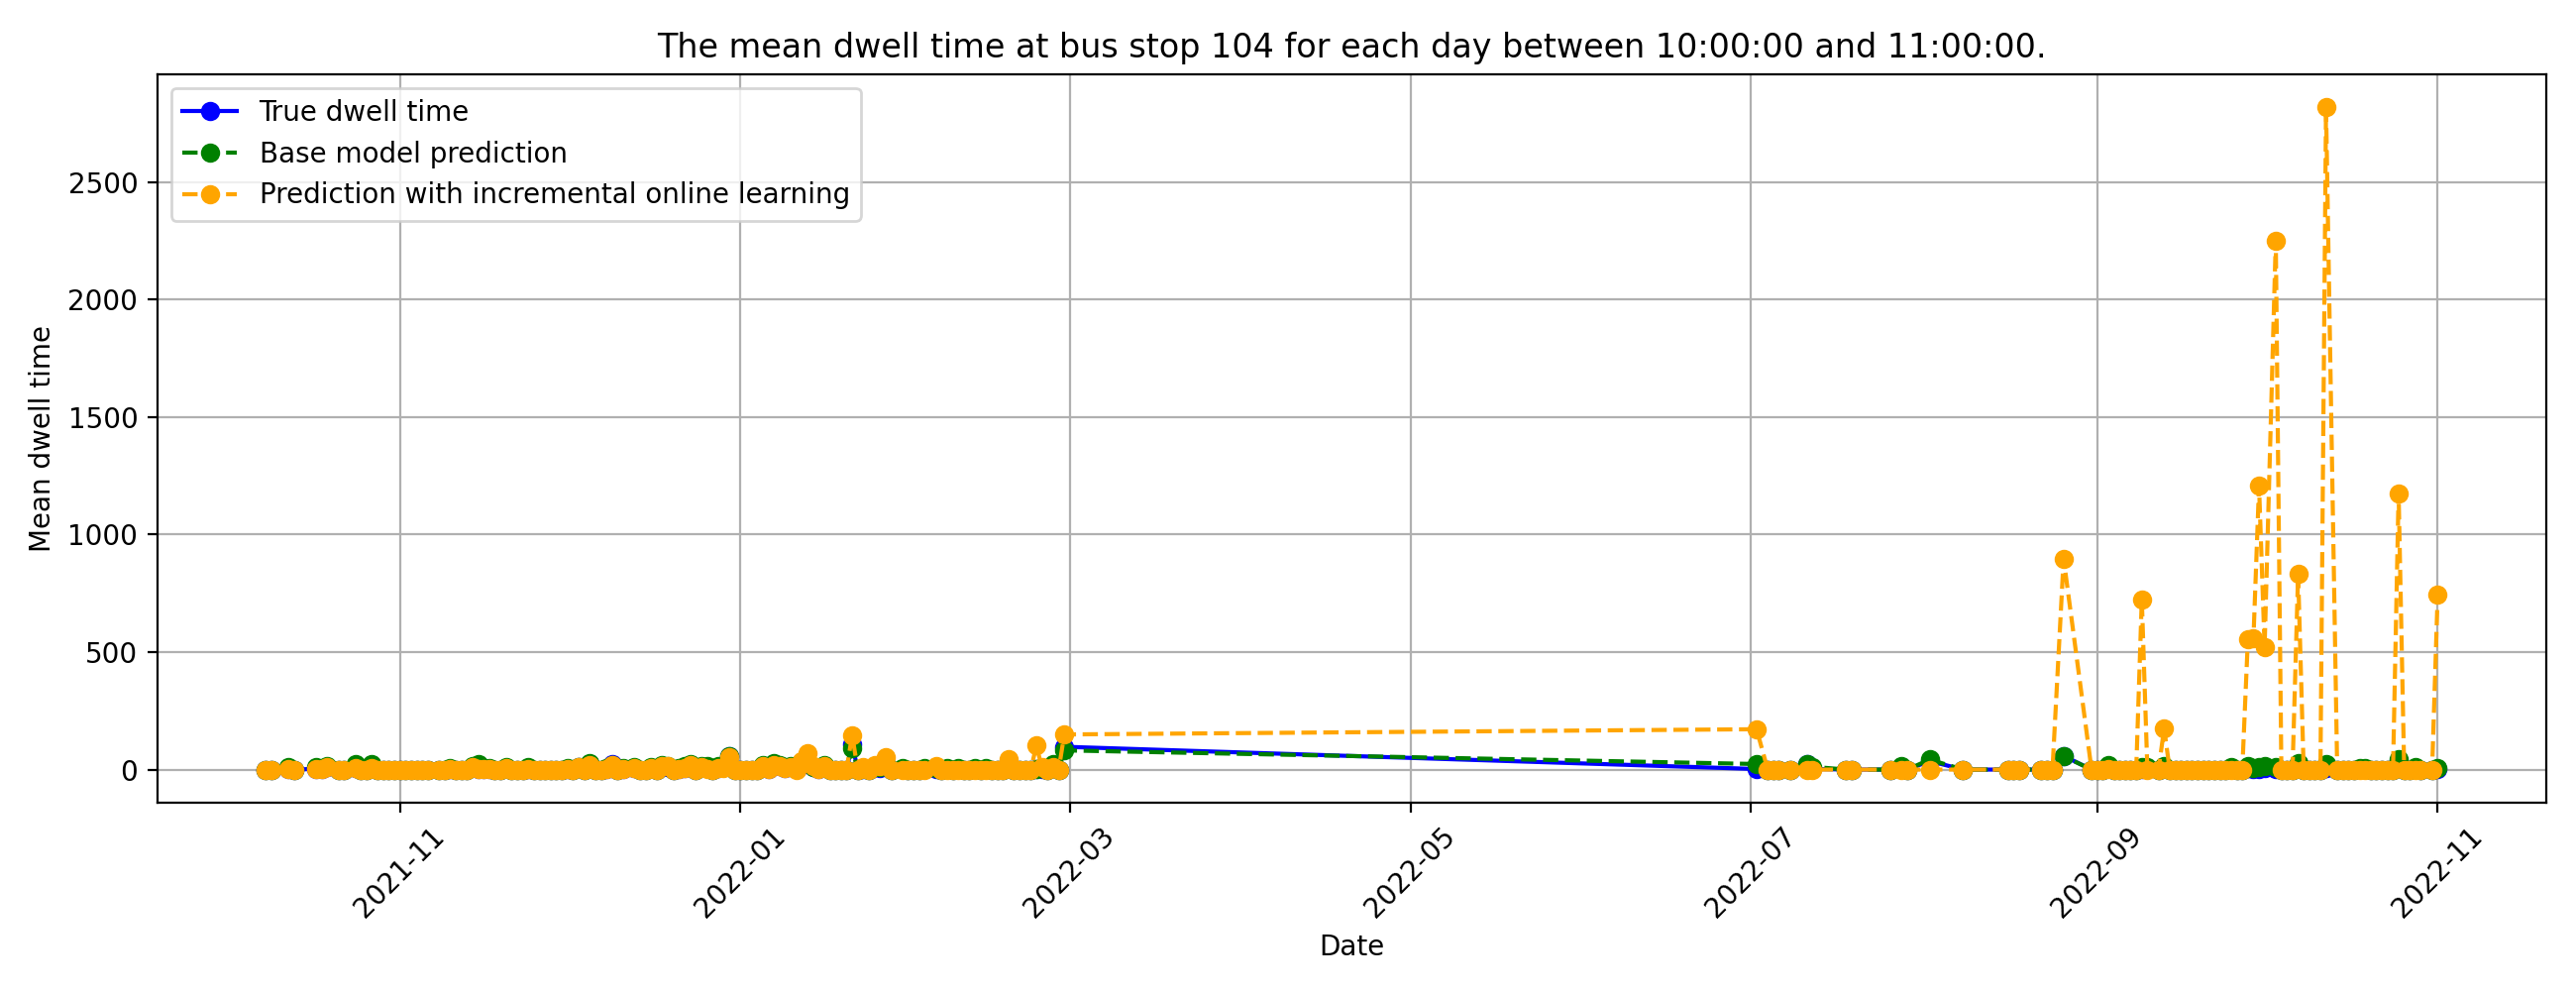 The mean dwell time at bus stop 104 for each day between 10:00:00 and 11:00:00.
True dwell time
Base model prediction
Prediction with incremental online learning
Mean dwell time
2500
2000
1500
1000
500
0
2021-11
2022-01
2022-03
2022-05
2022-07
2022-09
2022-11
Date